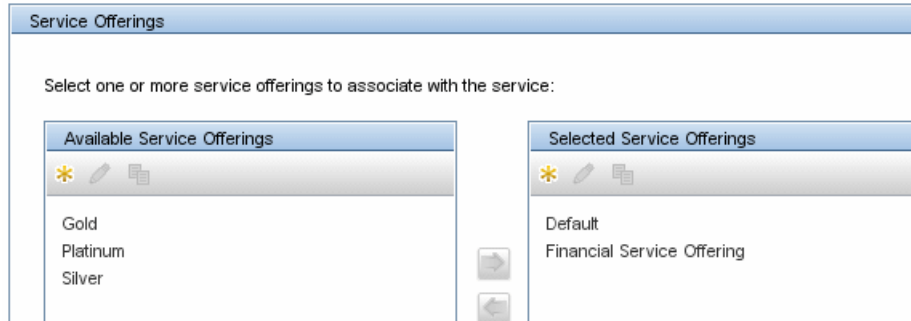 Service Offerings
Select one or more service offerings to associate with the service:
Available Service Offerings
Gold
Platinum
Silver
Selected Service Offerings
Default
Financial Service Offering